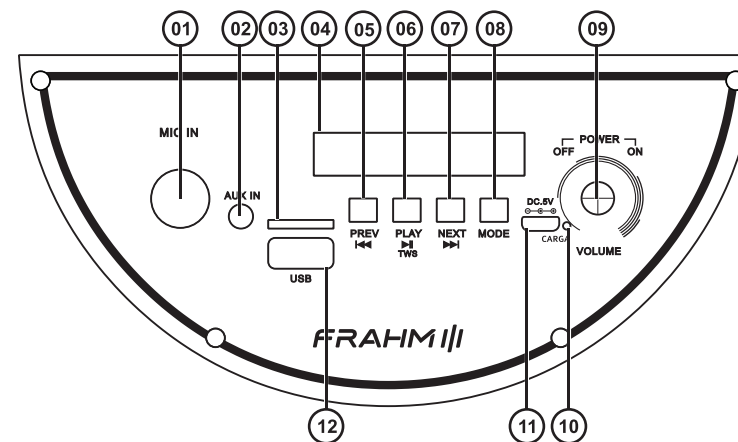 01 02 03 04 05 06 07 08 09
MIC IN
POWER
OFF ON
AUX IN
DC.5V
PREV PLAY NEXT MODE
TWS
CARGA
VOLUME
USB
FRAHM
12 11 10